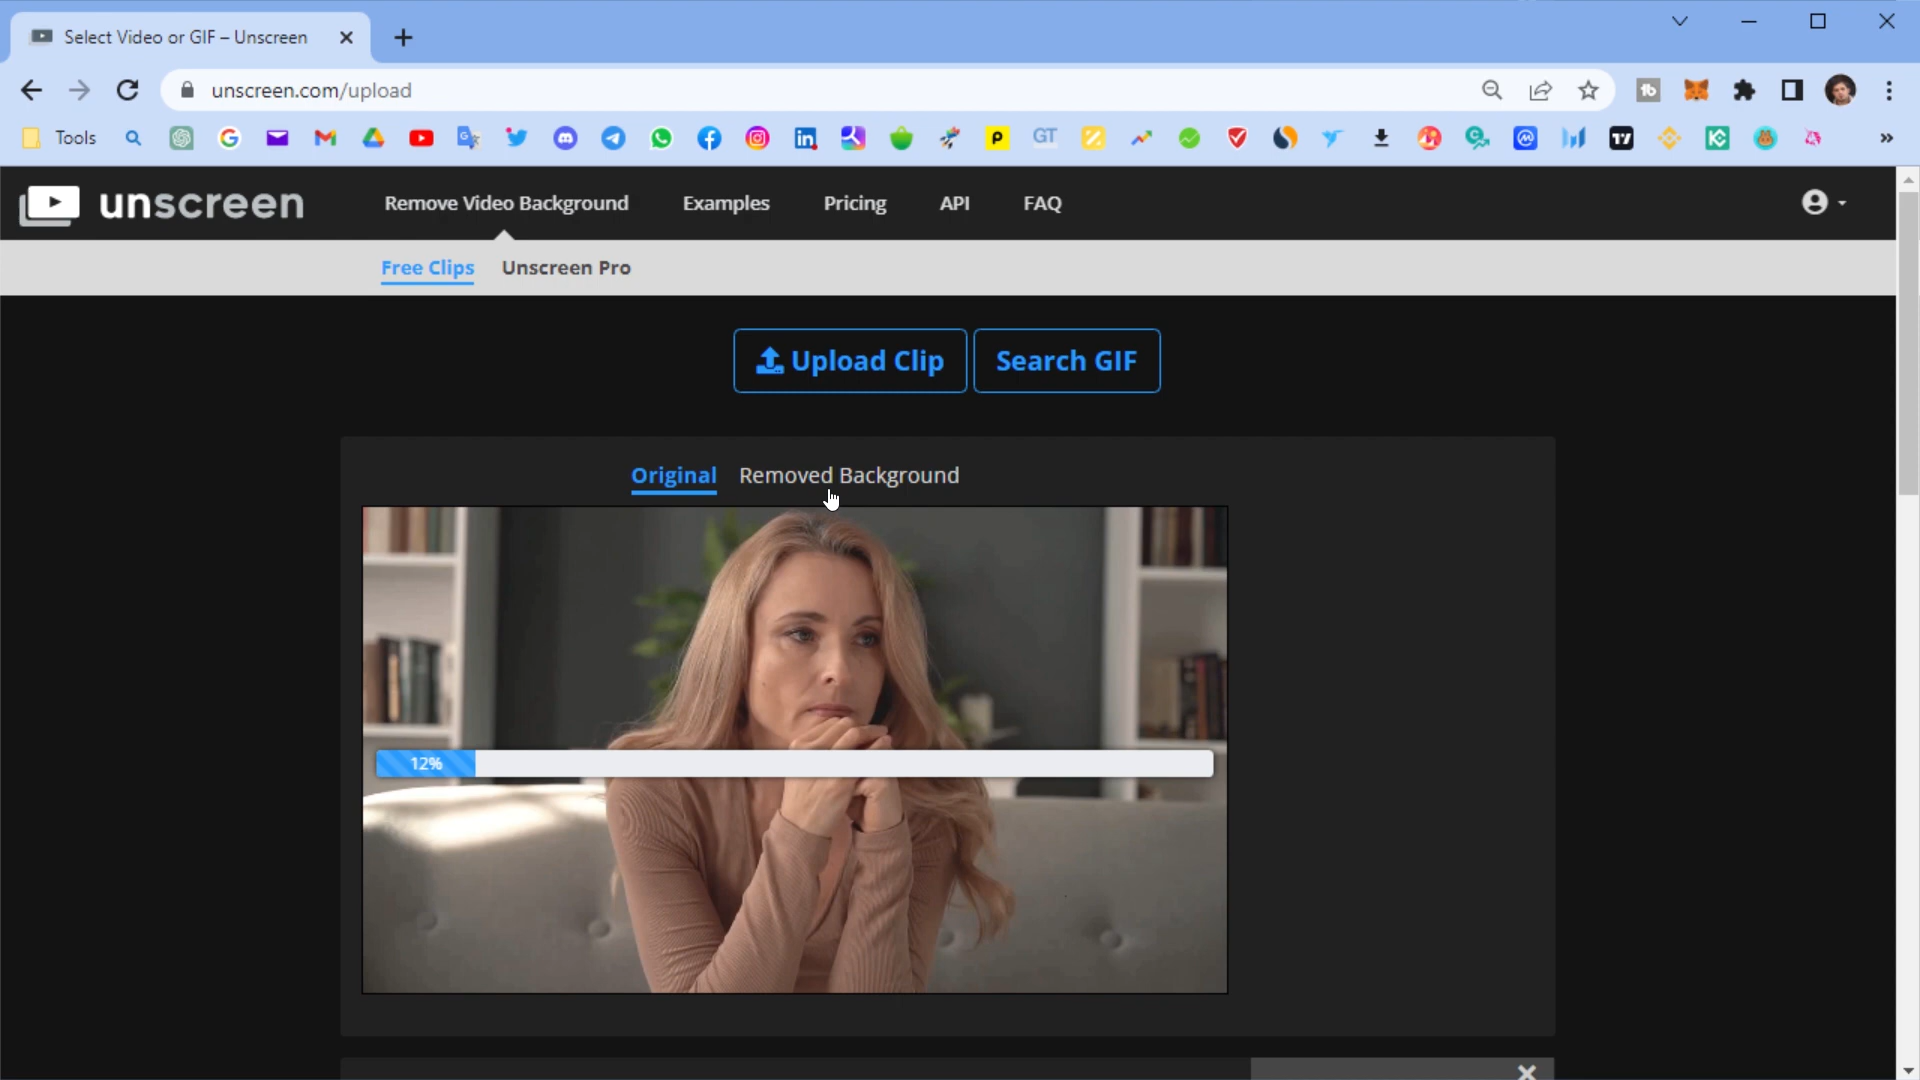 Select Video or GIF – Unscreen
unscreen.com/upload
Tools
unscreen
Remove Video Background
Examples
Pricing
API
FAQ
Free Clips
Unscreen Pro
Upload Clip
Search GIF
Original
Removed Background
12%